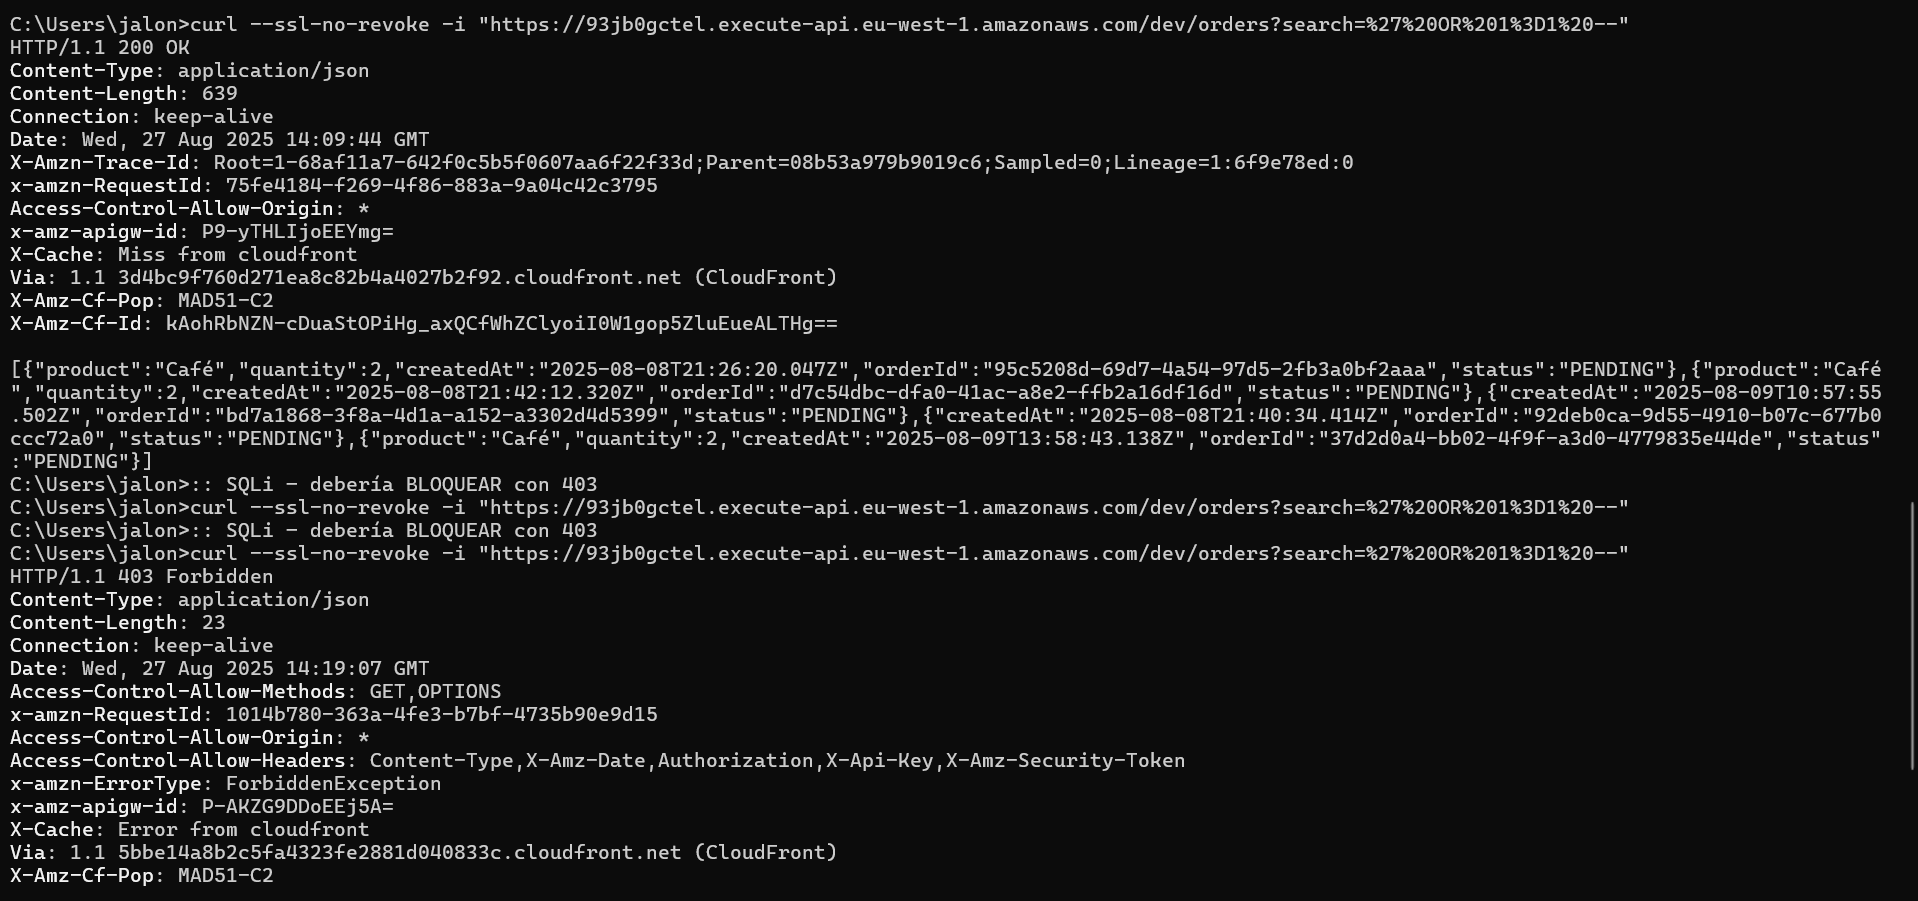 C:\Users\jalon>curl --ssl-no-revoke -i "https://93jb0gctel.execute-api.eu-west-1.amazonaws.com/dev/orders?search=%27%20OR%201%3D1%20--"
HTTP/1.1 200 OK
Content-Type: application/json
Content-Length: 639
Connection: keep-alive
Date: Wed, 27 Aug 2025 14:09:44 GMT
X-Amzn-Trace-Id: Root=1-68af11a7-642f0c5b5f0607aa6f22f33d;Parent=08b53a979b9019c6;Sampled=0;Lineage=1:6f9e78ed:0
x-amzn-RequestId: 75fe4184-f269-4f86-883a-9a04c42c3795
Access-Control-Allow-Origin: *
x-amz-apigw-id: P9-yTHLIjoEEYmg=
X-Cache: Miss from cloudfront
Via: 1.1 3d4bc9f760d271ea8c82b4a4027b2f92.cloudfront.net (CloudFront)
X-Amz-Cf-Pop: MAD51-C2
X-Amz-Cf-Id: kAohRbNZN-cDuaStOPiHg_axQCfWhZClyoiI0W1gop5ZluEueALTHg==
[{"product":"Café","quantity":2,"createdAt":"2025-08-08T21:26:20.047Z","orderId":"95c5208d-69d7-4a54-97d5-2fb3a0bf2aaa","status":"PENDING"},{"product":"Café
","quantity":2,"createdAt":"2025-08-08T21:42:12.320Z","orderId":"d7c54dbc-dfa0-41ac-a8e2-ffb2a16df16d","status":"PENDING"},{"createdAt":"2025-08-09T10:57:55
.502Z","orderId":"bd7a1868-3f8a-4d1a-a152-a3302d4d5399","status":"PENDING"},{"createdAt":"2025-08-08T21:40:34.414Z","orderId":"92deb0ca-9d55-4910-b07c-677b0
ccc72a0","status":"PENDING"},{"product":"Café","quantity":2,"createdAt":"2025-08-09T13:58:43.138Z","orderId":"37d2d0a4-bb02-4f9f-a3d0-4779835e44de","status"
:"PENDING"}]
C:\Users\jalon>:: SQLi – debería BLOQUEAR con 403
C:\Users\jalon>curl --ssl-no-revoke -i "https://93jb0gctel.execute-api.eu-west-1.amazonaws.com/dev/orders?search=%27%20OR%201%3D1%20--"
C:\Users\jalon>:: SQLi – debería BLOQUEAR con 403
C:\Users\jalon>curl --ssl-no-revoke -i "https://93jb0gctel.execute-api.eu-west-1.amazonaws.com/dev/orders?search=%27%20OR%201%3D1%20--"
HTTP/1.1 403 Forbidden
Content-Type: application/json
Content-Length: 23
Connection: keep-alive
Date: Wed, 27 Aug 2025 14:19:07 GMT
Access-Control-Allow-Methods: GET,OPTIONS
x-amzn-RequestId: 1014b780-363a-4fe3-b7bf-4735b90e9d15
Access-Control-Allow-Origin: *
Access-Control-Allow-Headers: Content-Type,X-Amz-Date,Authorization,X-Api-Key,X-Amz-Security-Token
x-amzn-ErrorType: ForbiddenException
x-amz-apigw-id: P-AKZG9DDoEEj5A=
X-Cache: Error from cloudfront
Via: 1.1 5bbe14a8b2c5fa4323fe2881d040833c.cloudfront.net (CloudFront)
X-Amz-Cf-Pop: MAD51-C2